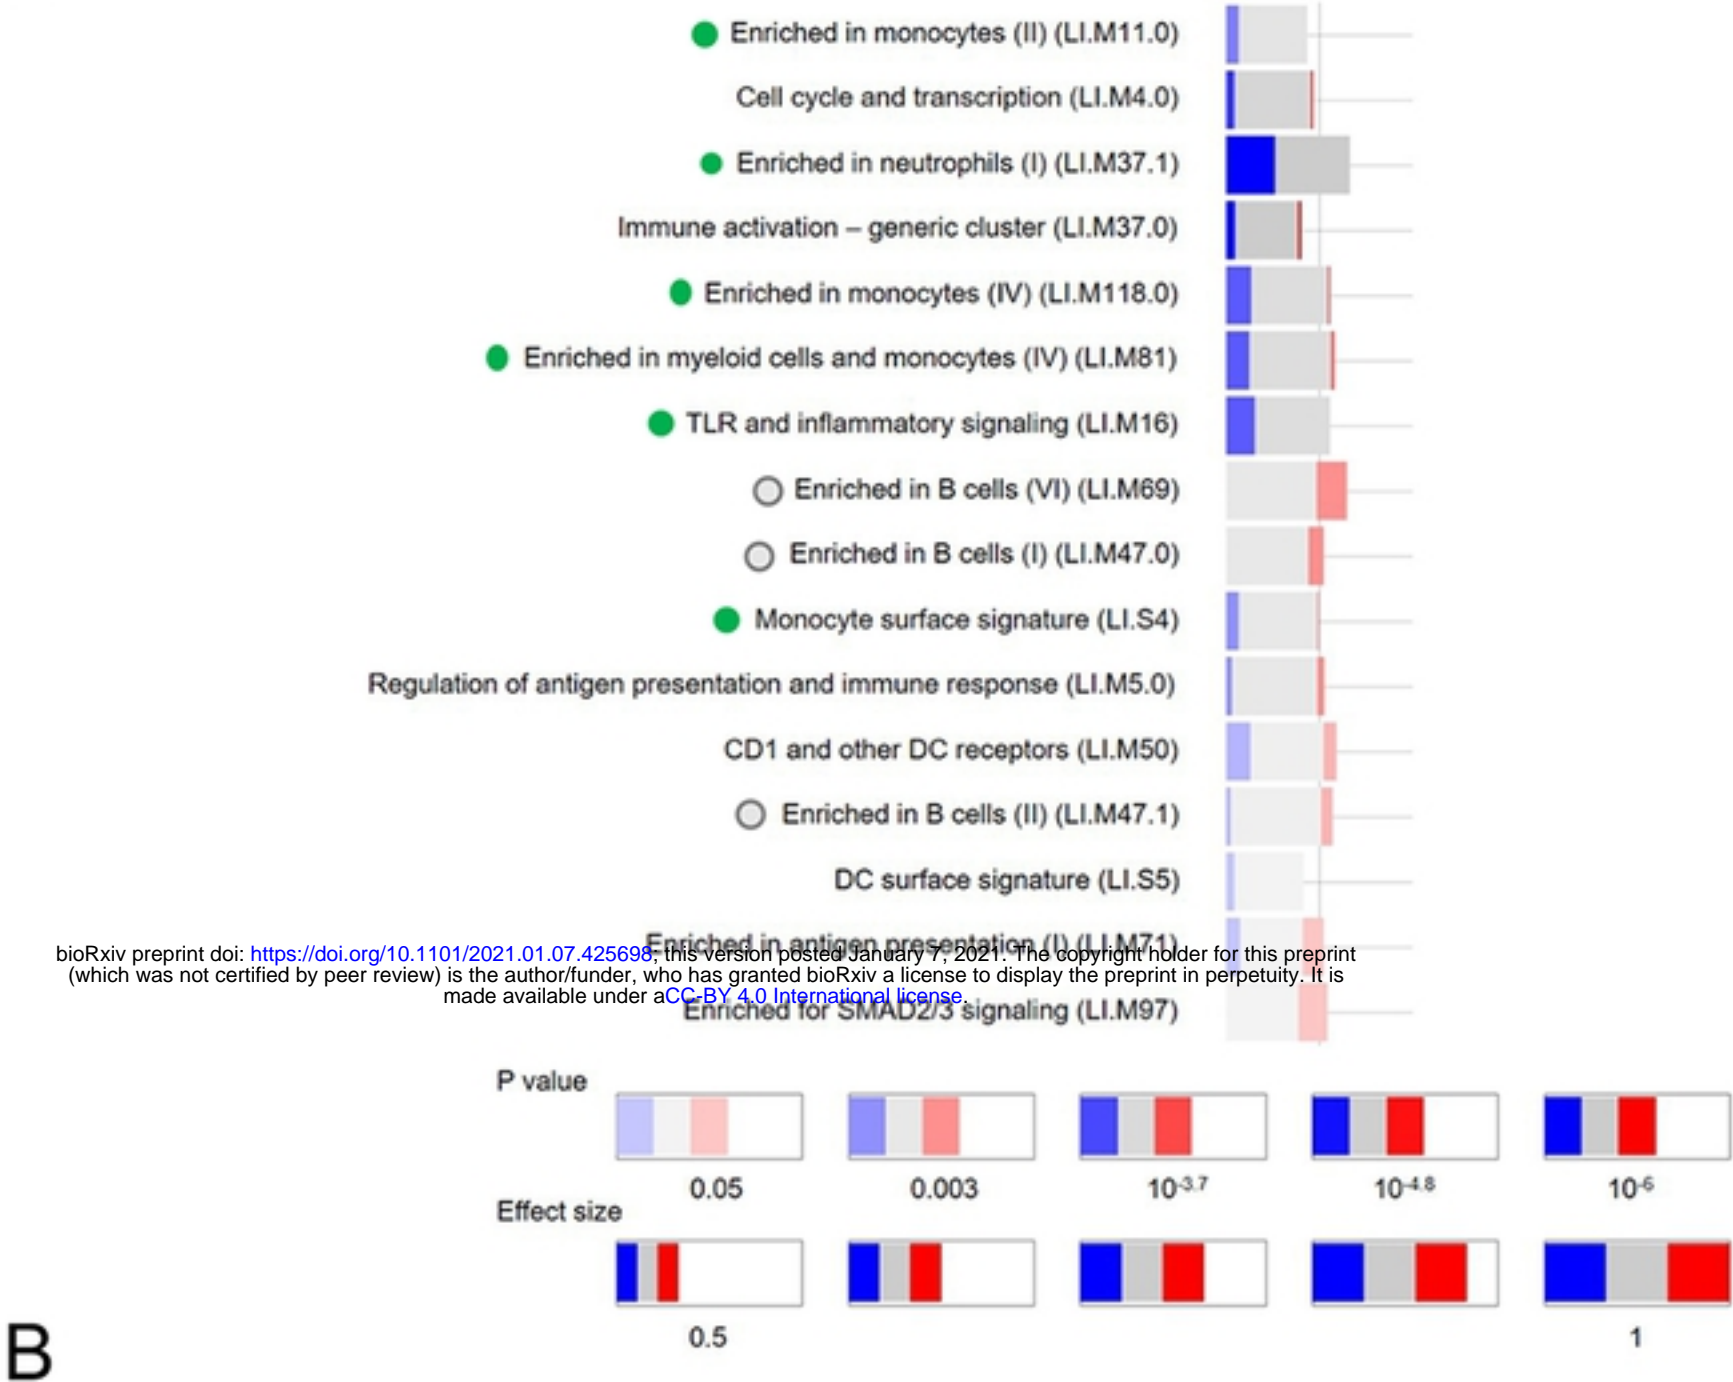 Enriched in monocytes (II) (LI.M11.0)
Cell cycle and transcription (LI.M4.0)
Enriched in neutrophils (I) (LI.M37.1)
Immune activation – generic cluster (LI.M37.0)
Enriched in monocytes (IV) (LI.M118.0)
Enriched in myeloid cells and monocytes (IV) (LI.M81)
TLR and inflammatory signaling (LI.M16)
Enriched in B cells (VI) (LI.M69)
Enriched in B cells (I) (LI.M47.0)
Monocyte surface signature (LI.S4)
Regulation of antigen presentation and immune response (LI.M5.0)
CD1 and other DC receptors (LI.M50)
Enriched in B cells (II) (LI.M47.1)
DC surface signature (LI.S5)
Enriched in antigen presentation (I) (LI.M71)
bioRxiv preprint doi: https://doi.org/10.1101/2021.01.07.425698; this version posted January 7, 2021. The copyright holder for this preprint
(which was not certified by peer review) is the author/funder, who has granted bioRxiv a license to display the preprint in perpetuity. It is
made available under aCC-BY 4.0 International license.
Enriched for SMAD2/3 signaling (LI.M97)
P value
0.05 0.003 10-3.7 10-4.8 10-6
Effect size
0.5 1
B